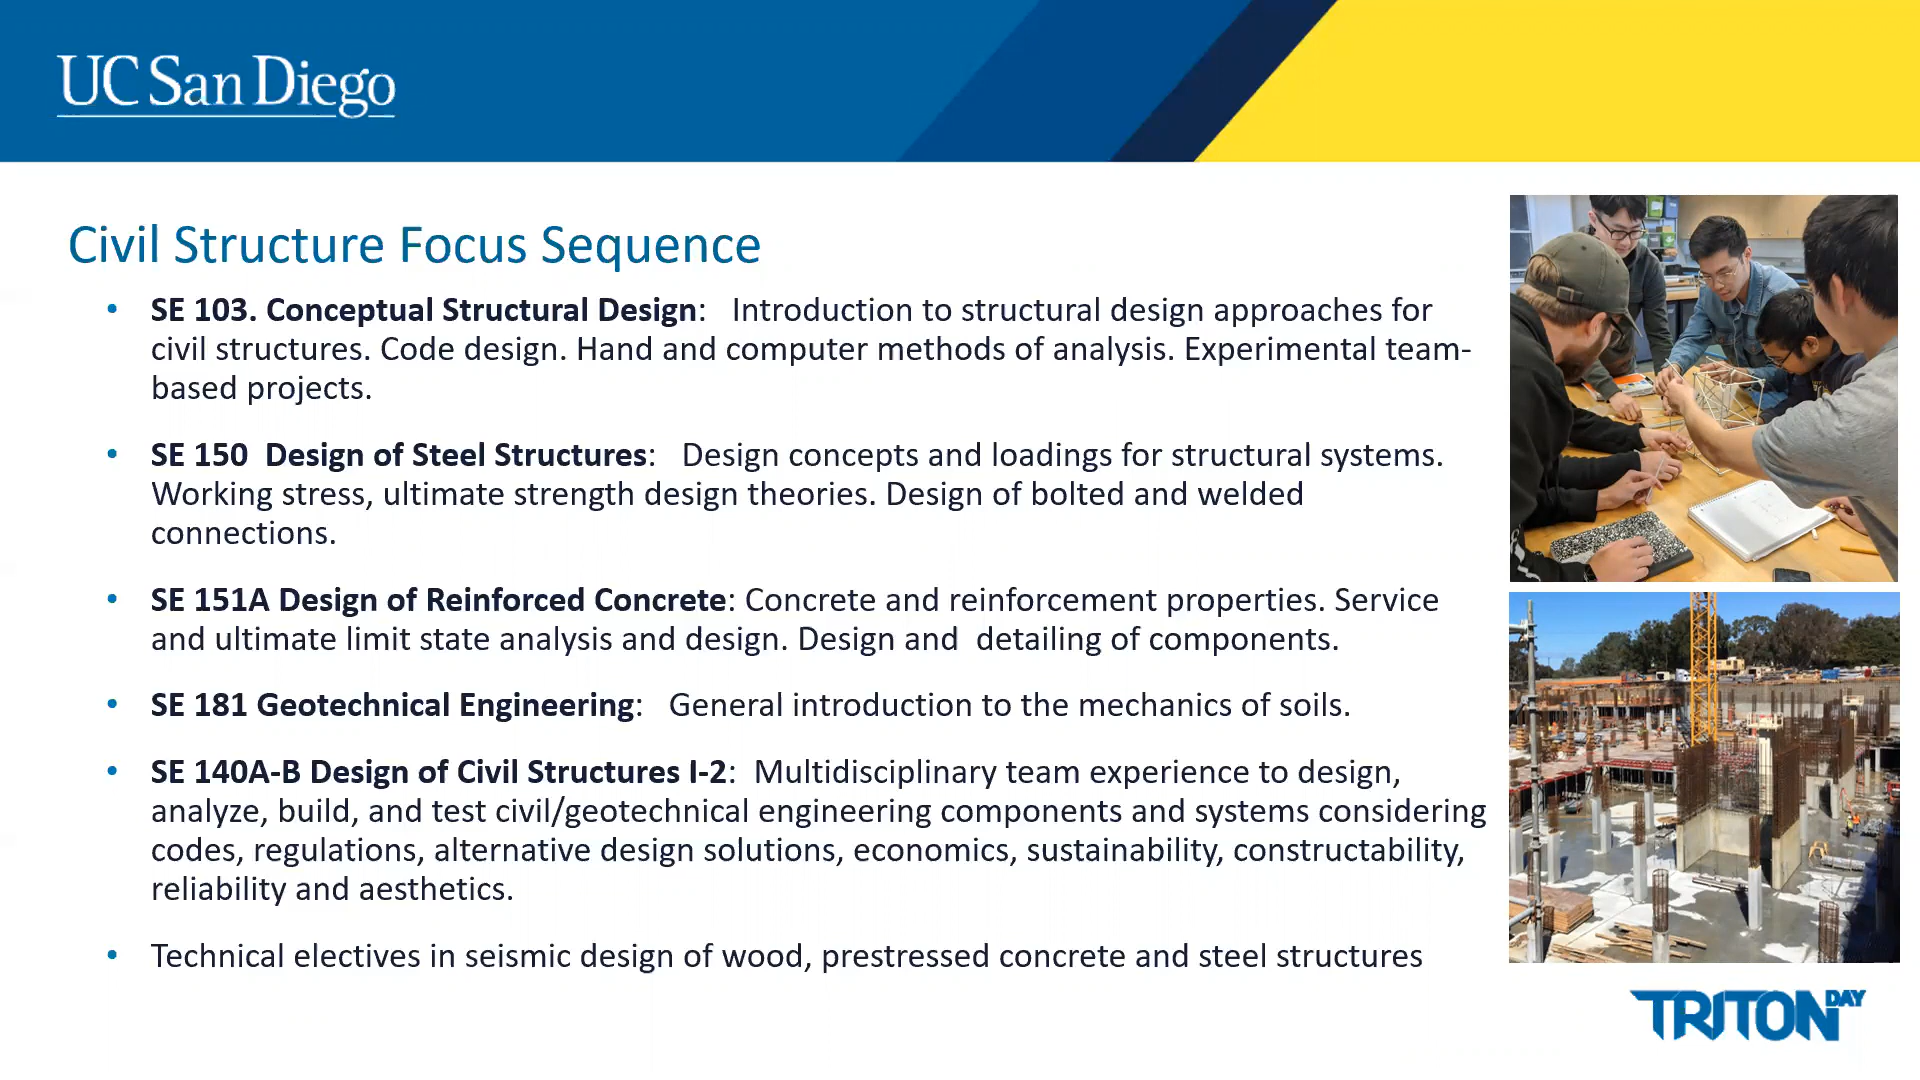 UC San Diego
Civil Structure Focus Sequence
• SE 103. Conceptual Structural Design: Introduction to structural design approaches for
civil structures. Code design. Hand and computer methods of analysis. Experimental team-
based projects.
• SE 150 Design of Steel Structures: Design concepts and loadings for structural systems.
Working stress, ultimate strength design theories. Design of bolted and welded
connections.
• SE 151A Design of Reinforced Concrete: Concrete and reinforcement properties. Service
and ultimate limit state analysis and design. Design and detailing of components.
• SE 181 Geotechnical Engineering: General introduction to the mechanics of soils.
• SE 140A-B Design of Civil Structures I-2: Multidisciplinary team experience to design,
analyze, build, and test civil/geotechnical engineering components and systems considering
codes, regulations, alternative design solutions, economics, sustainability, constructability,
reliability and aesthetics.
• Technical electives in seismic design of wood, prestressed concrete and steel structures
TRITON DAY